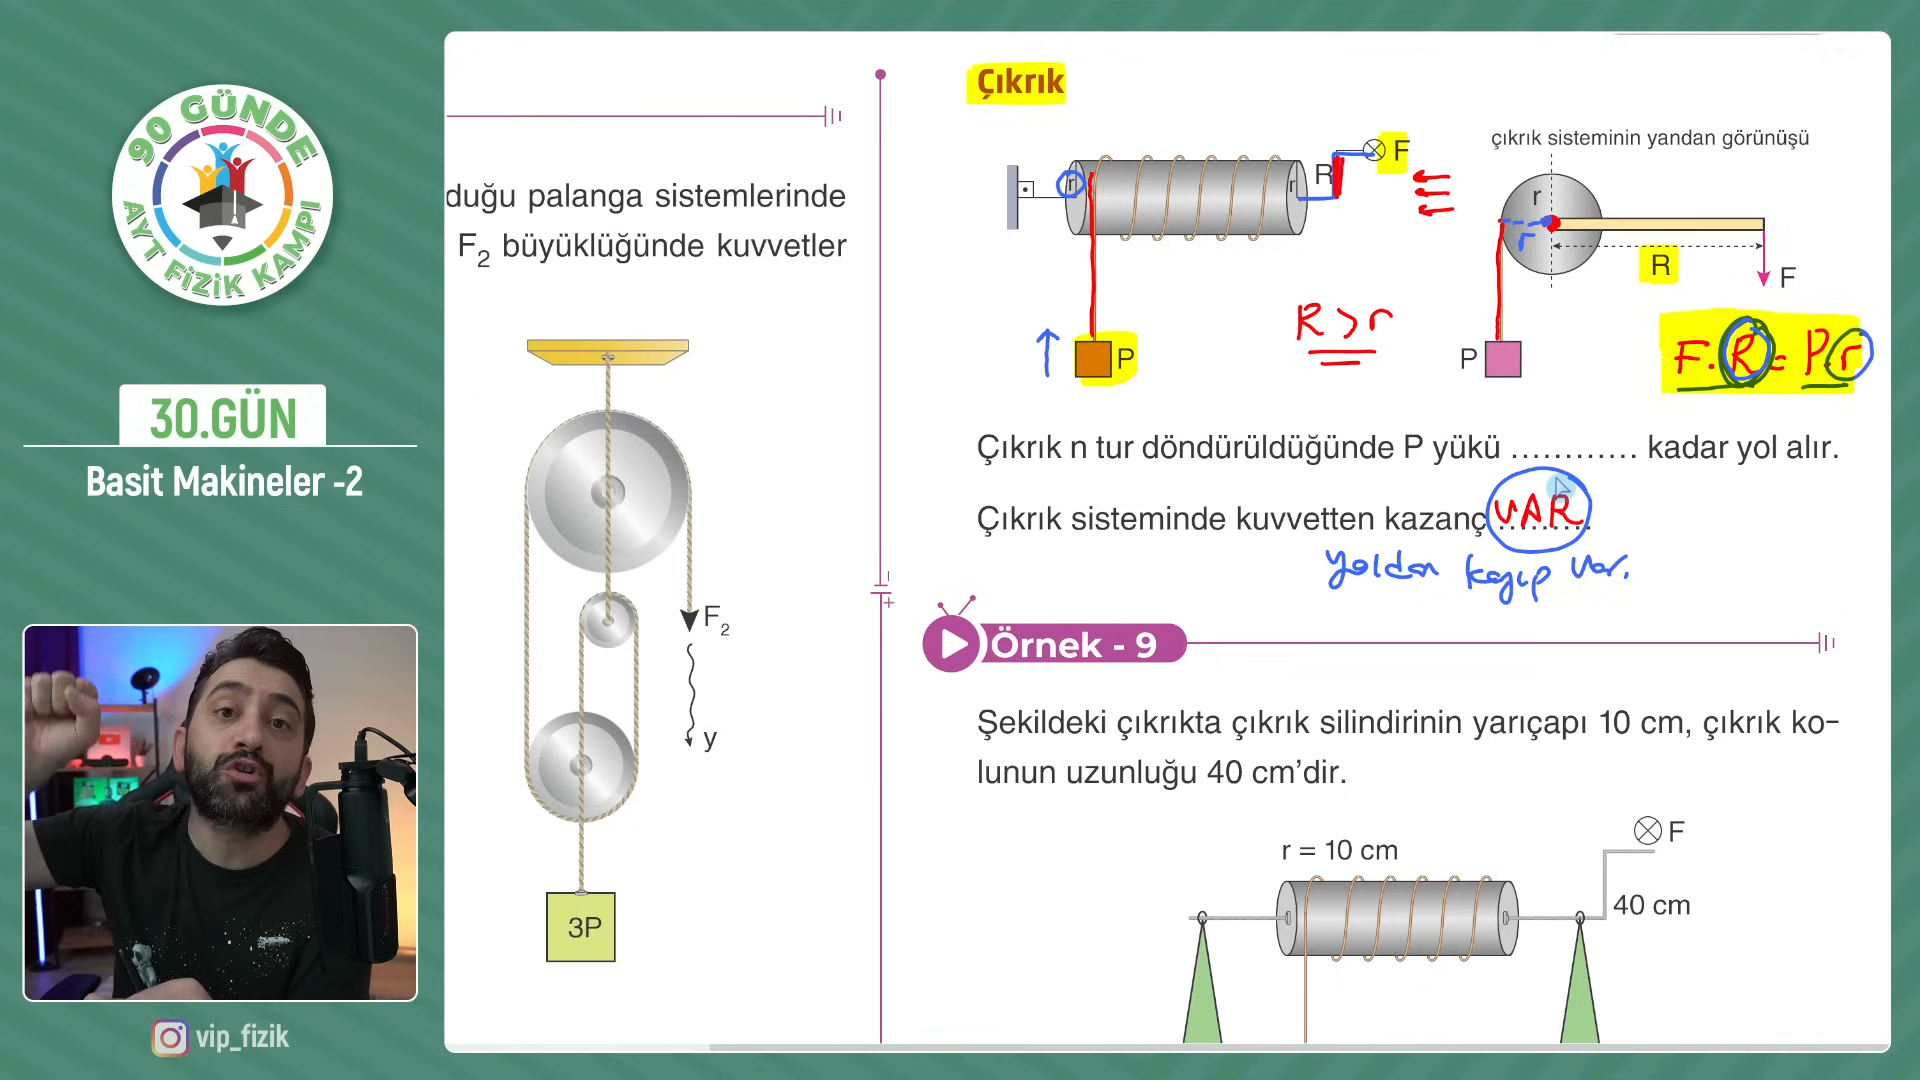 90 GÜNDE
AYT FİZİK KAMPI
30.GÜN
Basit Makineler -2
vip_fizik
duğu palanga sistemlerinde
F2 büyüklüğünde kuvvetler
F2
y
3P
Çıkrık
çıkrık sisteminin yandan görünüşü
r
r
R
F
P
R > r
r
r
R
F
P
F.R = Pr
Çıkrık n tur döndürüldüğünde P yükü ............ kadar yol alır.
Çıkrık sisteminde kuvvetten kazanç VAR
yoldan kayıp var.
Örnek - 9
Şekildeki çıkrıkta çıkrık silindirinin yarıçapı 10 cm, çıkrık ko-
lunun uzunluğu 40 cm'dir.
r = 10 cm
F
40 cm